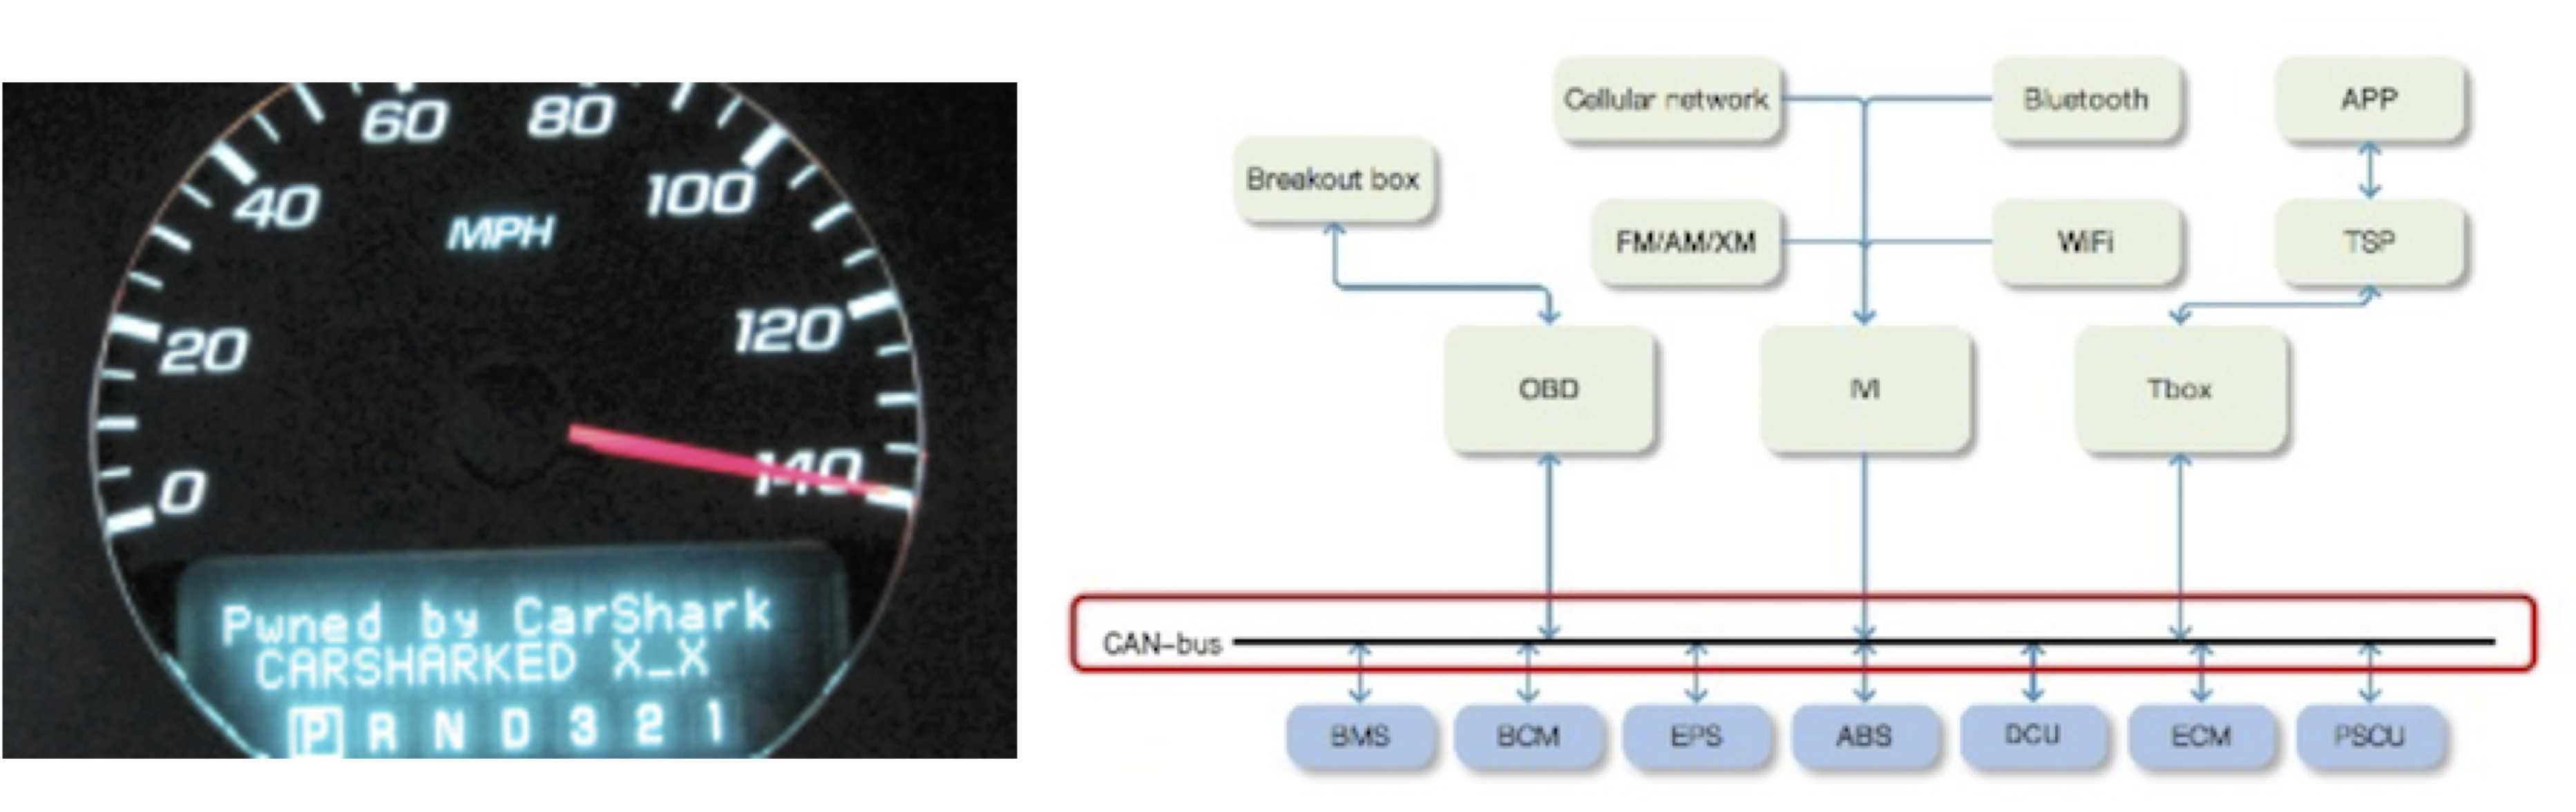 60 80
40 100
MPH
20 120
0 140
Pwned by CarShark
CARSHARKED X_X
P R N D 3 2 1
Cellular network Bluetooth APP
Breakout box
FM/AM/XM WiFi TSP
OBD IVI Tbox
CAN-bus
BMS BCM EPS ABS DCU ECM PSCU